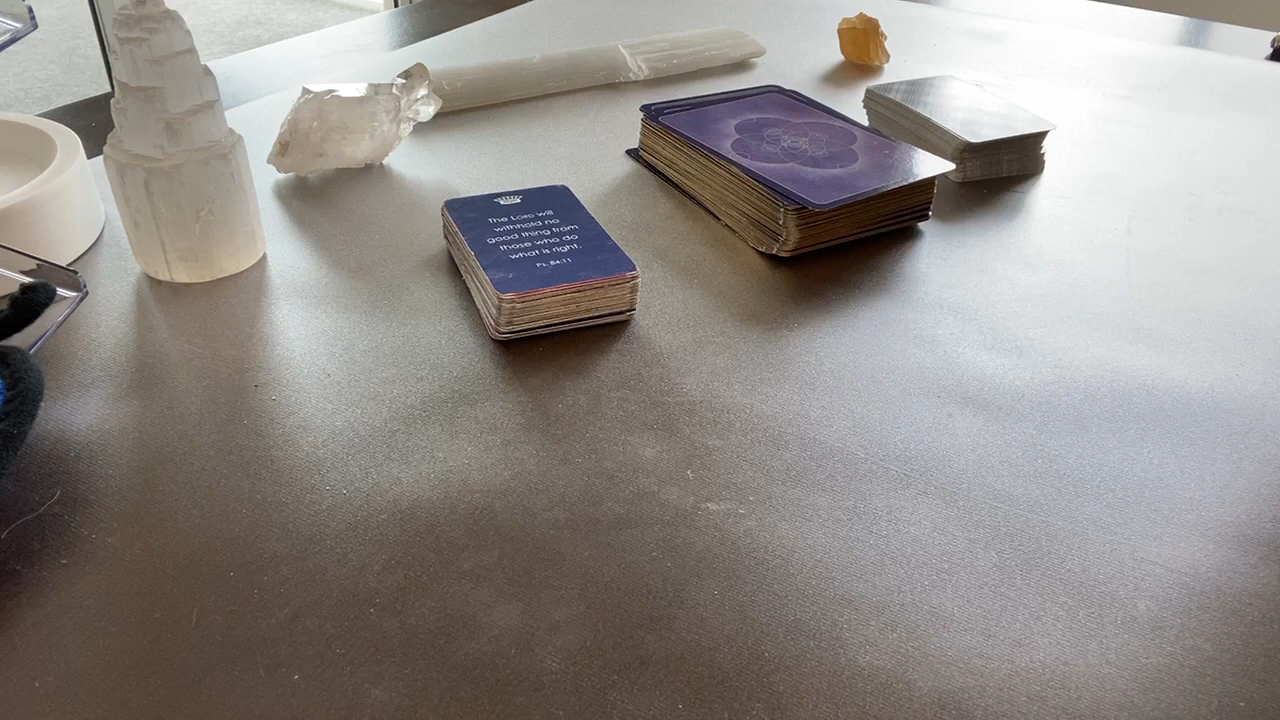 The LORD will
withhold no
good thing from
those who do
what is right.
Ps. 84:11